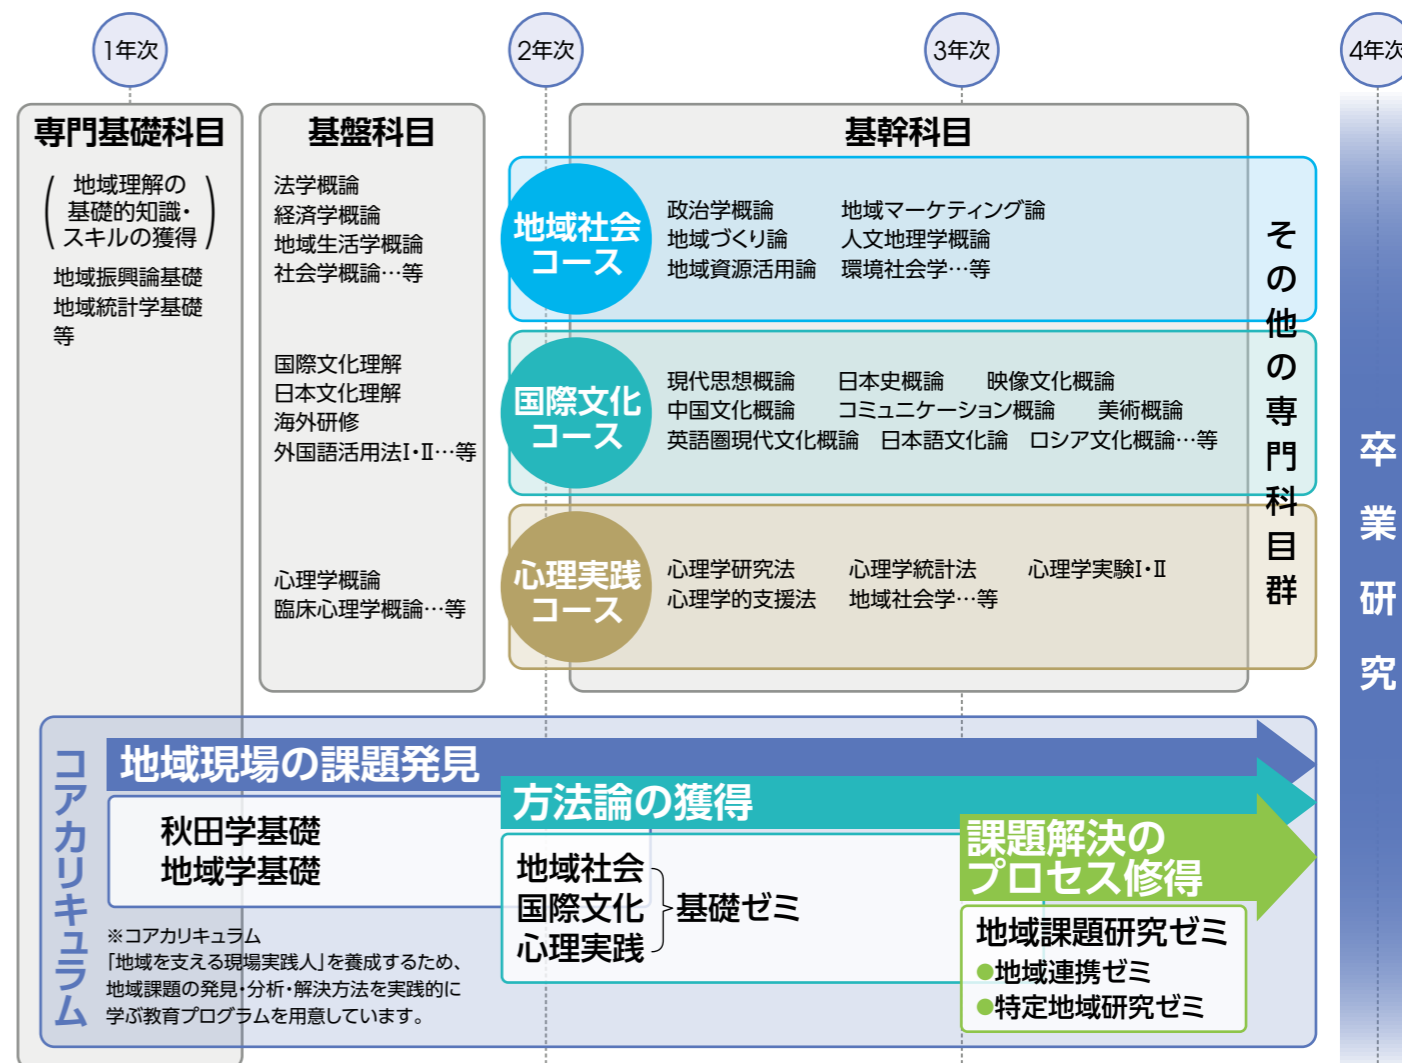 1年次
2年次
3年次
4年次
専門基礎科目
地域理解の
基礎的知識・
スキルの獲得
地域振興論基礎
地域統計学基礎
等
基盤科目
法学概論
経済学概論
地域生活学概論
社会学概論…等
国際文化理解
日本文化理解
海外研修
外国語活用法Ⅰ・Ⅱ…等
心理学概論
臨床心理学概論…等
基幹科目
地域社会
コース
政治学概論 地域マーケティング論
地域づくり論 人文地理学概論
地域資源活用論 環境社会学…等
国際文化
コース
現代思想概論 日本史概論 映像文化概論
中国文化概論 コミュニケーション概論 美術概論
英語圏現代文化概論 日本語文化論 ロシア文化概論…等
心理実践
コース
心理学研究法 心理学統計法 心理学実験Ⅰ・Ⅱ
心理学的支援法 地域社会学…等
その他の専門科目群
卒業研究
コアカリキュラム
地域現場の課題発見
秋田学基礎
地域学基礎
※コアカリキュラム
「地域を支える現場実践人」を養成するため、
地域課題の発見・分析・解決方法を実践的に
学ぶ教育プログラムを用意しています。
方法論の獲得
地域社会
国際文化
心理実践
基礎ゼミ
課題解決の
プロセス修得
地域課題研究ゼミ
●地域連携ゼミ
●特定地域研究ゼミ